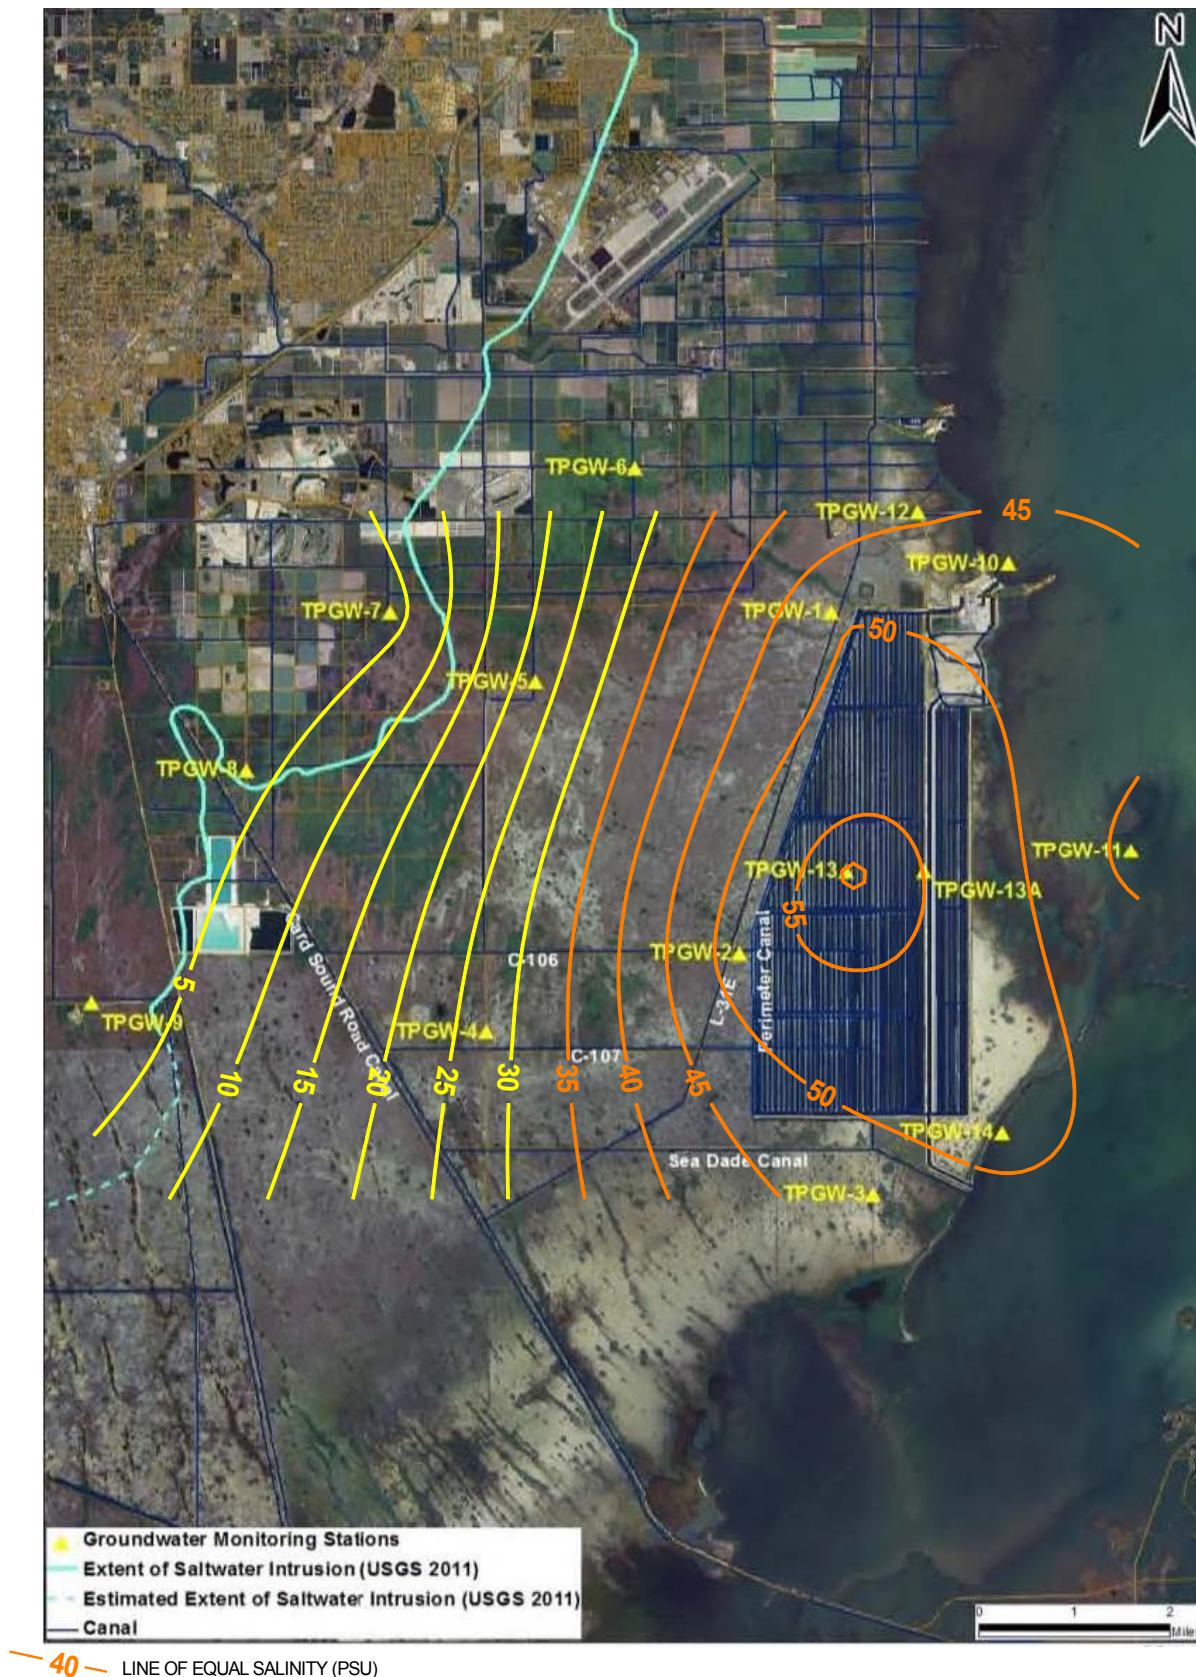 N
TPGW-6
TPGW-12
45
TPGW-10
TPGW-7
TPGW-1
50
TPGW-5
TPGW-8
TPGW-11
TPGW-13
TPGW-13A
55
TPGW-2
C-106
Perimeter Canal
L-31E
Card Sound Road Canal
5
TPGW-9
TPGW-4
C-107
10
15
20
25
30
35
40
45
50
TPGW-14
Sea Dade Canal
TPGW-3
Groundwater Monitoring Stations
Extent of Saltwater Intrusion (USGS 2011)
Estimated Extent of Saltwater Intrusion (USGS 2011)
Canal
0 1 2
Miles
40 LINE OF EQUAL SALINITY (PSU)